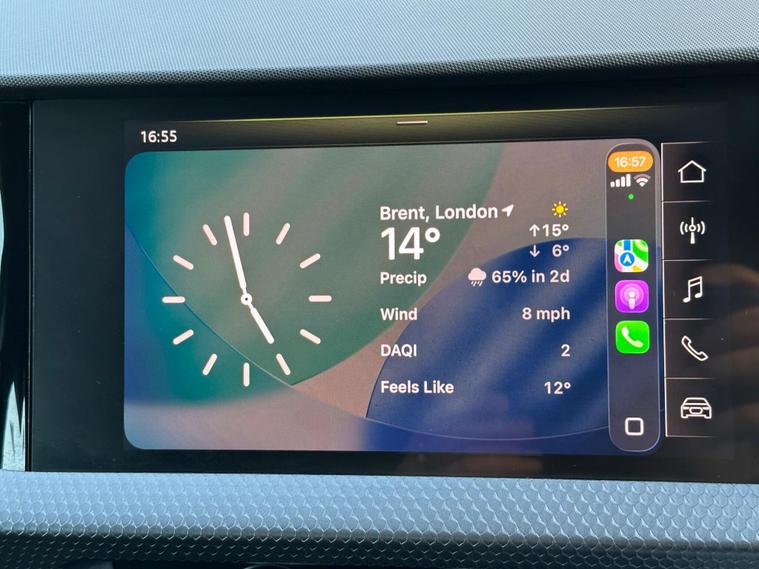 16:55
16:57
Brent, London
14°
↑15°
↓ 6°
Precip 65% in 2d
Wind 8 mph
DAQI 2
Feels Like 12°